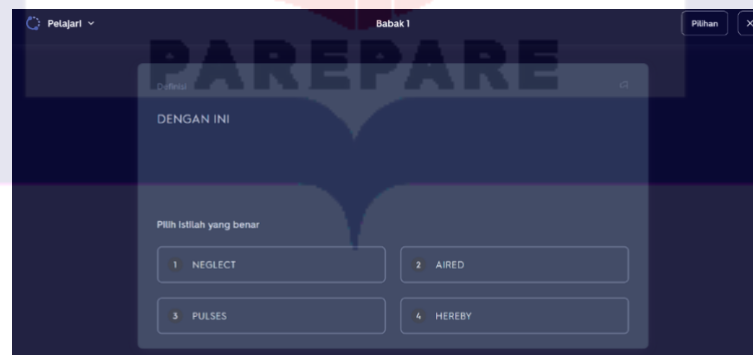 Pelajari
Babak 1
Pilihan
PAREPARE
Definisi
DENGAN INI
Pilih istilah yang benar
1 NEGLECT
2 AIRED
3 PULSES
4 HEREBY